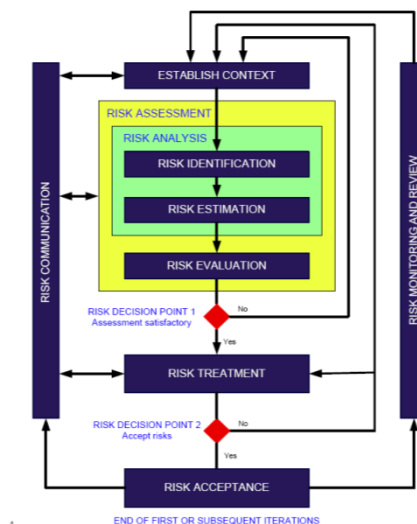 ESTABLISH CONTEXT
RISK ASSESSMENT
RISK ANALYSIS
RISK IDENTIFICATION
RISK ESTIMATION
RISK EVALUATION
RISK COMMUNICATION
RISK MONITORING AND REVIEW
RISK DECISION POINT 1
Assessment satisfactory
No
Yes
RISK TREATMENT
RISK DECISION POINT 2
Accept risks
No
Yes
RISK ACCEPTANCE
END OF FIRST OR SUBSEQUENT ITERATIONS